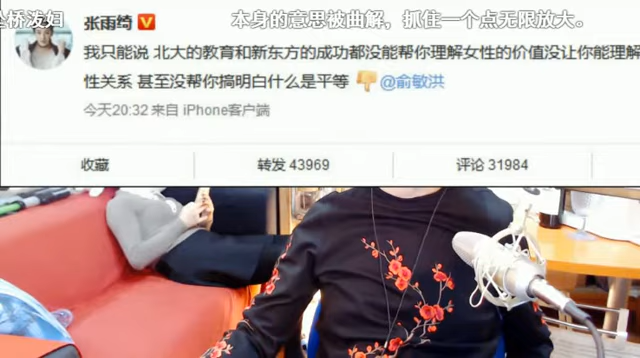 坠桥泼妇
本身的意思被曲解，抓住一个点无限放大。
张雨绮
我只能说 北大的教育和新东方的成功都没能帮你理解女性的价值没让你能理解
性关系 甚至没帮你搞明白什么是平等 👎@俞敏洪
今天20:32 来自 iPhone客户端
收藏
转发 43969
评论 31984